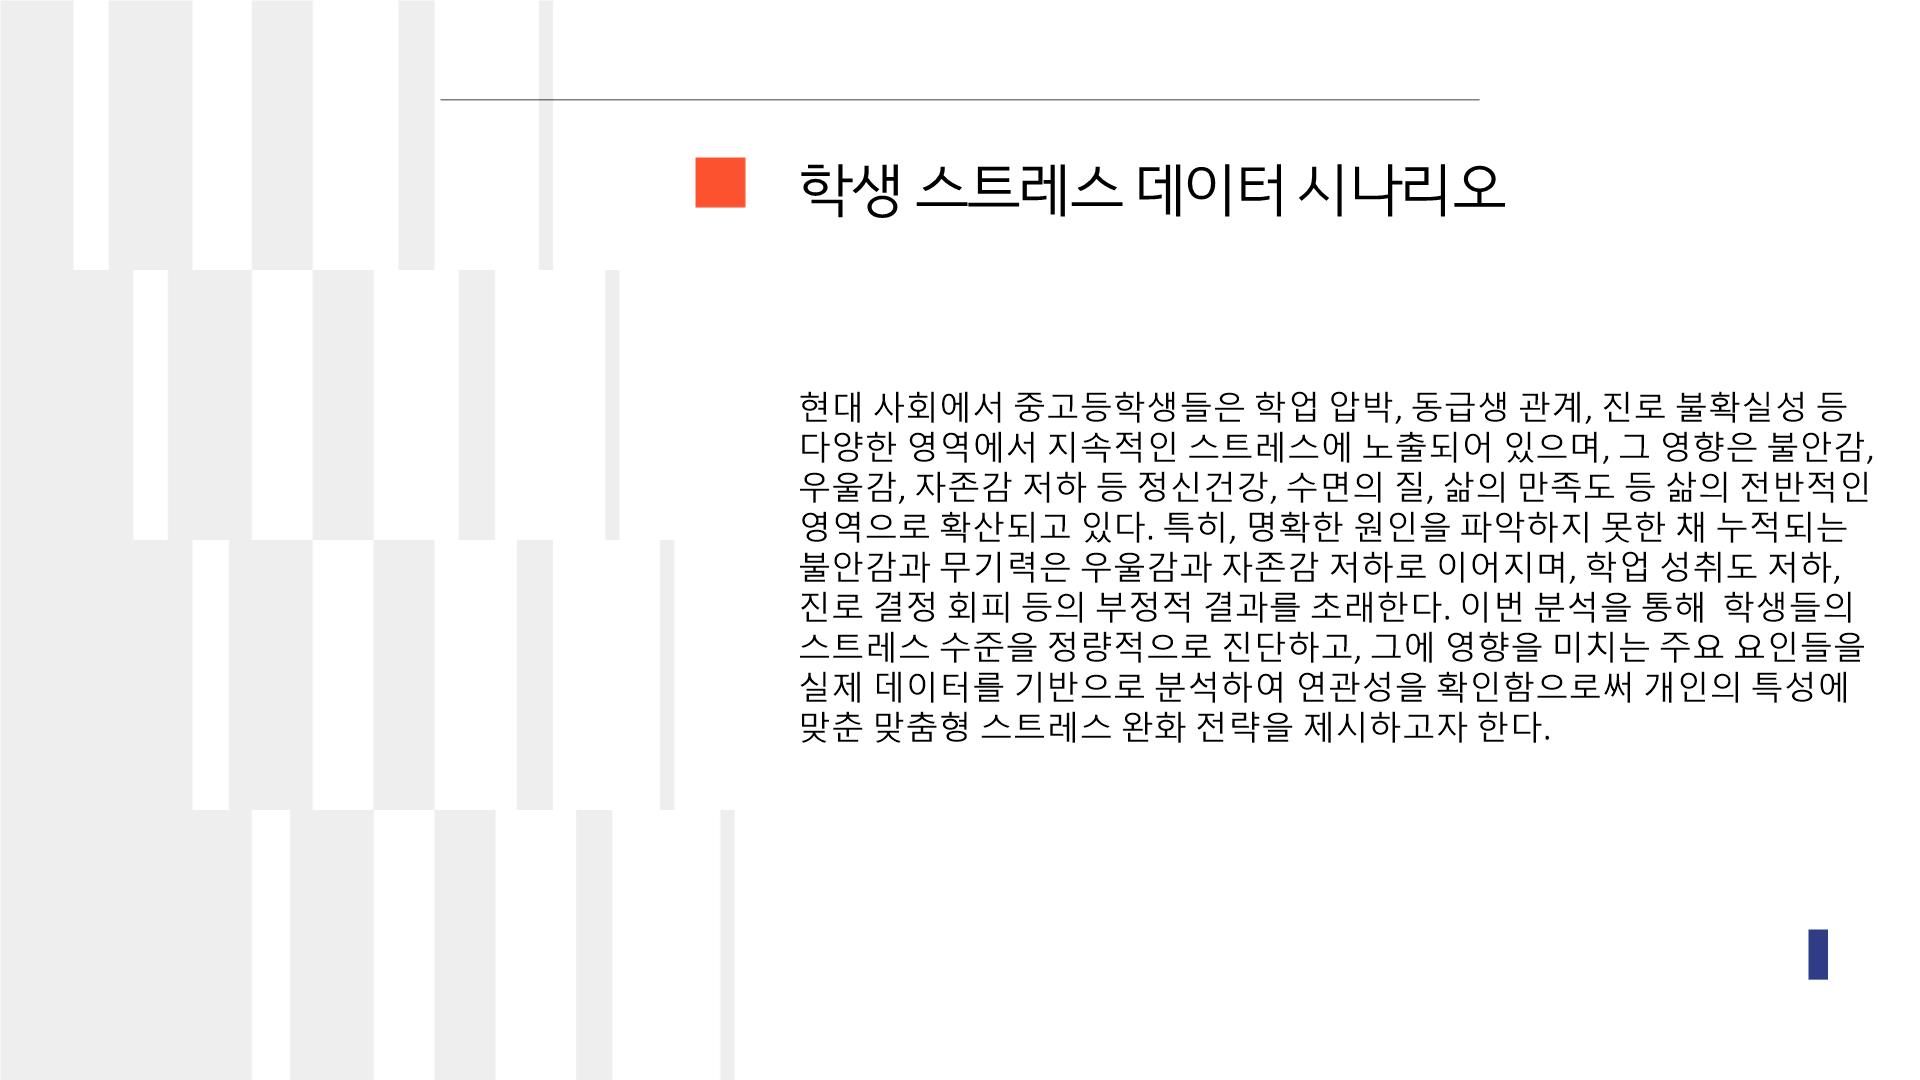 학생 스트레스 데이터 시나리오
현대 사회에서 중고등학생들은 학업 압박, 동급생 관계, 진로 불확실성 등
다양한 영역에서 지속적인 스트레스에 노출되어 있으며, 그 영향은 불안감,
우울감, 자존감 저하 등 정신건강, 수면의 질, 삶의 만족도 등 삶의 전반적인
영역으로 확산되고 있다. 특히, 명확한 원인을 파악하지 못한 채 누적되는
불안감과 무기력은 우울감과 자존감 저하로 이어지며, 학업 성취도 저하,
진로 결정 회피 등의 부정적 결과를 초래한다. 이번 분석을 통해  학생들의
스트레스 수준을 정량적으로 진단하고, 그에 영향을 미치는 주요 요인들을
실제 데이터를 기반으로 분석하여 연관성을 확인함으로써 개인의 특성에
맞춘 맞춤형 스트레스 완화 전략을 제시하고자 한다.